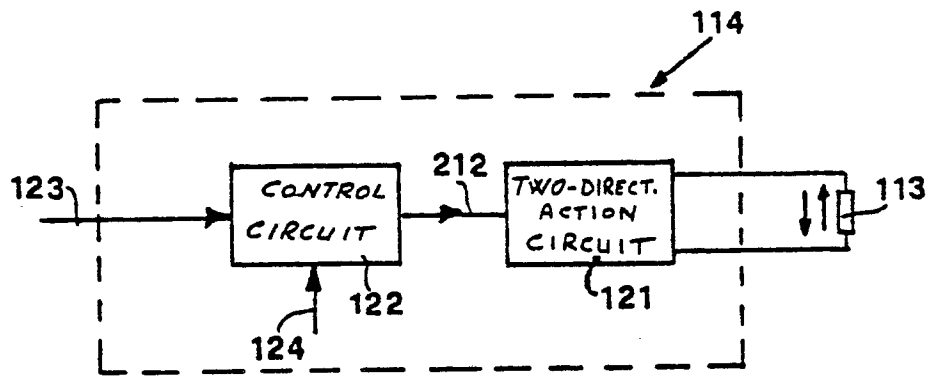 114
123
CONTROL
CIRCUIT
122
124
212
TWO-DIRECT.
ACTION
CIRCUIT
121
113